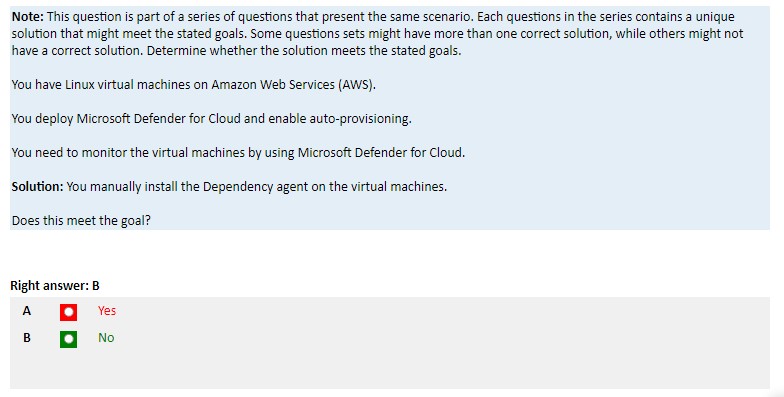 Note: This question is part of a series of questions that present the same scenario. Each questions in the series contains a unique
solution that might meet the stated goals. Some questions sets might have more than one correct solution, while others might not
have a correct solution. Determine whether the solution meets the stated goals.
You have Linux virtual machines on Amazon Web Services (AWS).
You deploy Microsoft Defender for Cloud and enable auto-provisioning.
You need to monitor the virtual machines by using Microsoft Defender for Cloud.
Solution: You manually install the Dependency agent on the virtual machines.
Does this meet the goal?
Right answer: B
A Yes
B No